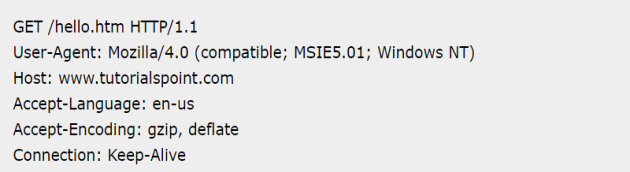 GET /hello.htm HTTP/1.1
User-Agent: Mozilla/4.0 (compatible; MSIE5.01; Windows NT)
Host: www.tutorialspoint.com
Accept-Language: en-us
Accept-Encoding: gzip, deflate
Connection: Keep-Alive